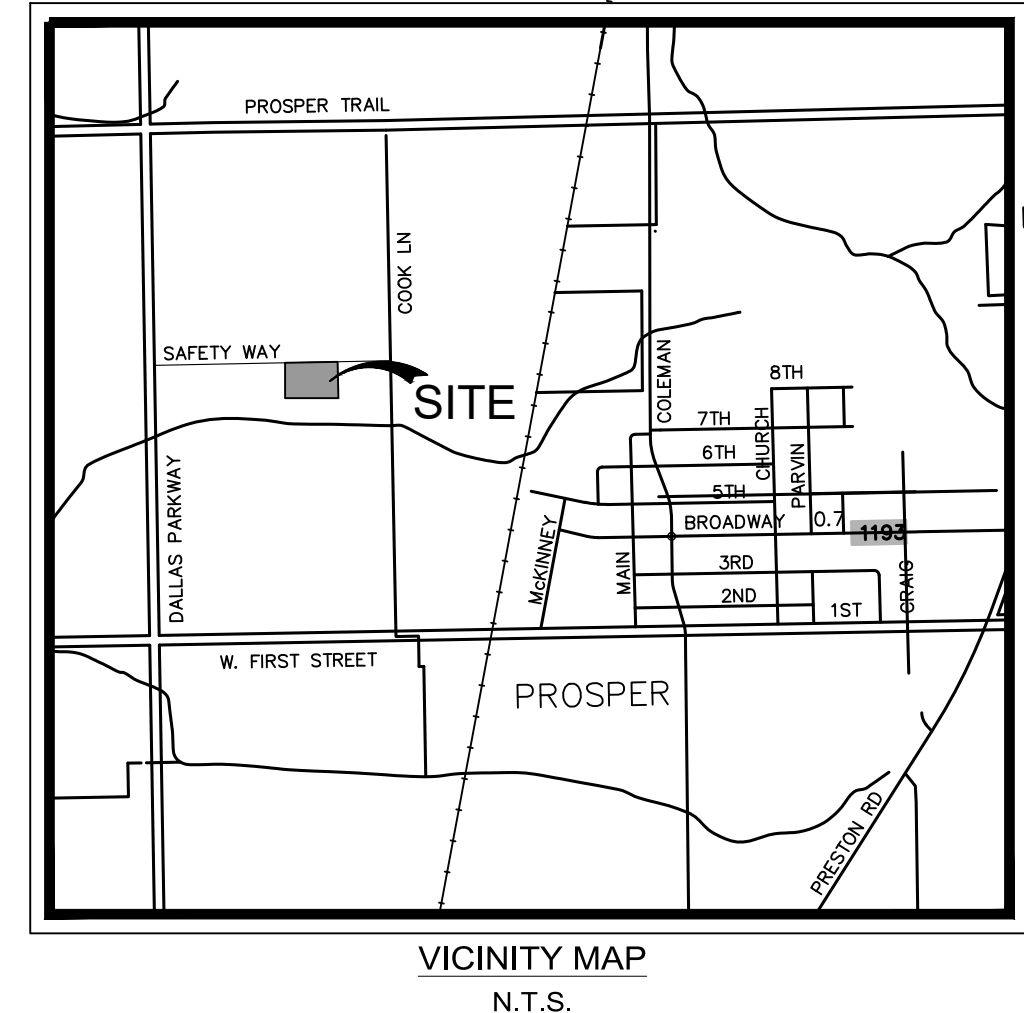 PROSPER TRAIL
COOK LN
SAFETY WAY
SITE
COLEMAN
8TH
7TH
CHURCH
6TH
PARVIN
5TH
BROADWAY
0.7
1193
DALLAS PARKWAY
McKINNEY
MAIN
3RD
CRAIG
2ND
1ST
W. FIRST STREET
PROSPER
PRESTON RD
VICINITY MAP
N.T.S.